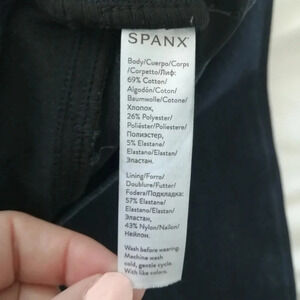 SPANX
Body/Cuerpo/Corps
/Corpetto/Лиф:
69% Cotton/
Algodón/Coton/
Baumwolle/Cotone/
Хлопок,
26% Polyester/
Poliéster/Poliestere/
Полиэстер,
5% Elastane/
Elastano/Elastan/
Эластан.
Lining/Forro/
Doublure/Futter/
Fodera/Подкладка:
57% Elastane/
Elastano/Elastan/
Эластан,
43% Nylon/Nailon/
Нейлон.
Wash before wearing.
Machine wash
cold, gentle cycle.
With like colors.